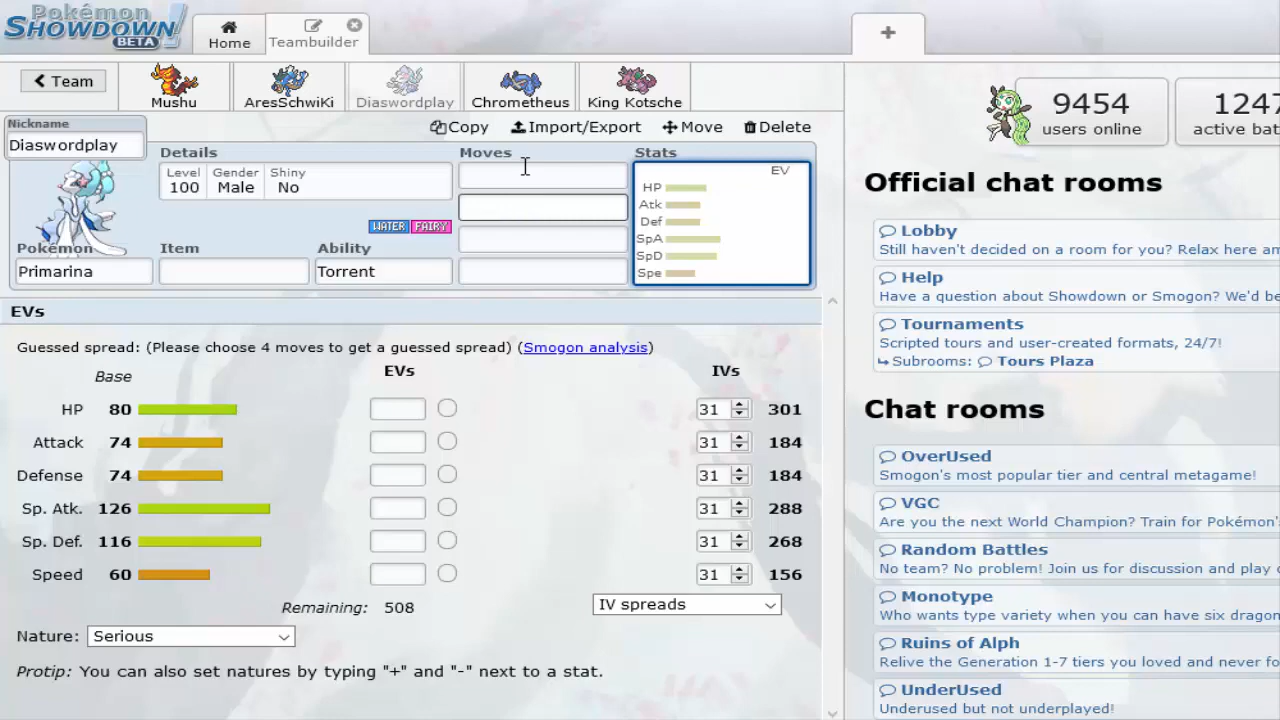 Pokémon
SHOWDOWN!
BETA
Home
Teambuilder
+
Team
Mushu
AresSchwiKi
Diaswordplay
Chrometheus
King Kotsche
9454
users online
1247
active bat
Nickname
Diaswordplay
Copy
Import/Export
Move
Delete
Details
Moves
Stats
Level
100
Gender
Male
Shiny
No
EV
HP
Atk
Def
SpA
SpD
Spe
WATER
FAIRY
Pokémon
Primarina
Item
Ability
Torrent
EVs
Guessed spread: (Please choose 4 moves to get a guessed spread) (Smogon analysis)
Base
EVs
IVs
HP 80 31 301
Attack 74 31 184
Defense 74 31 184
Sp. Atk. 126 31 288
Sp. Def. 116 31 268
Speed 60 31 156
Remaining: 508
IV spreads
Nature: Serious
Protip: You can also set natures by typing "+" and "-" next to a stat.
Official chat rooms
Lobby
Still haven't decided on a room for you? Relax here am
Help
Have a question about Showdown or Smogon? We'd be
Tournaments
Scripted tours and user-created formats, 24/7!
Subrooms: Tours Plaza
Chat rooms
OverUsed
Smogon's most popular tier and central metagame!
VGC
Are you the next World Champion? Train for Pokémon'
Random Battles
No team? No problem! Join us for discussion and play c
Monotype
Who wants type variety when you can have six dragon
Ruins of Alph
Relive the Generation 1-7 tiers you loved and never fo
UnderUsed
Underused but not underplayed!